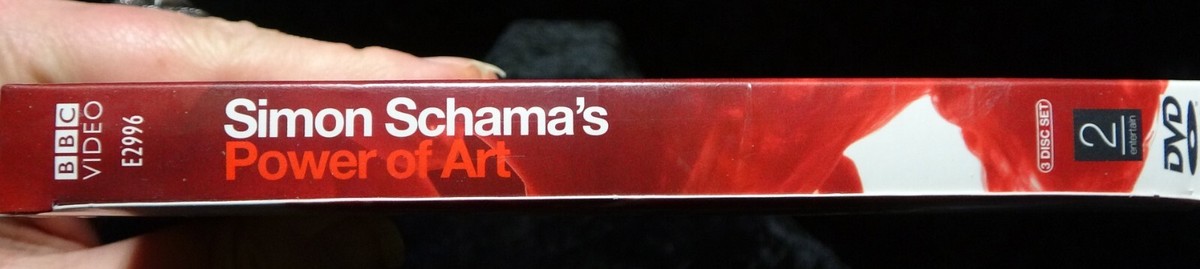 BBC
VIDEO
E2996
Simon Schama's
Power of Art
3 DISC SET
2
entertain
DVD